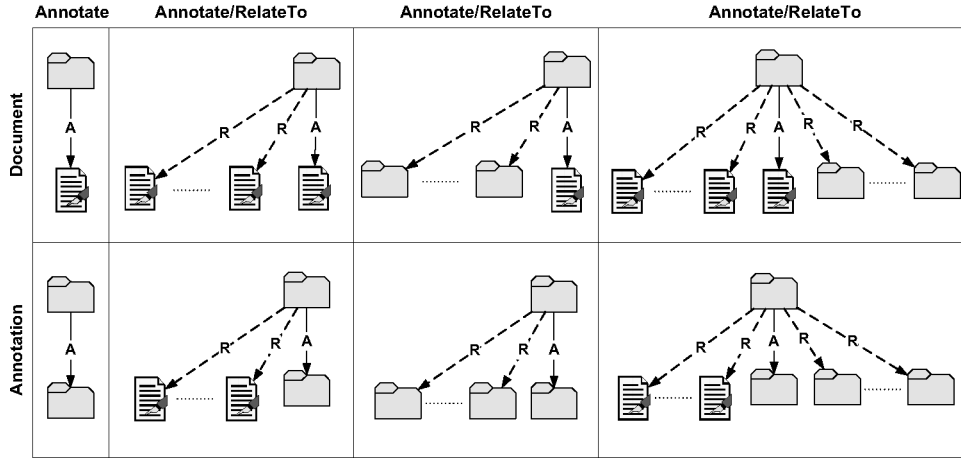 Annotate Annotate/RelateTo Annotate/RelateTo Annotate/RelateTo
Document
A R R A R R A R R A R R
Annotation
A R R A R R A R R A R R